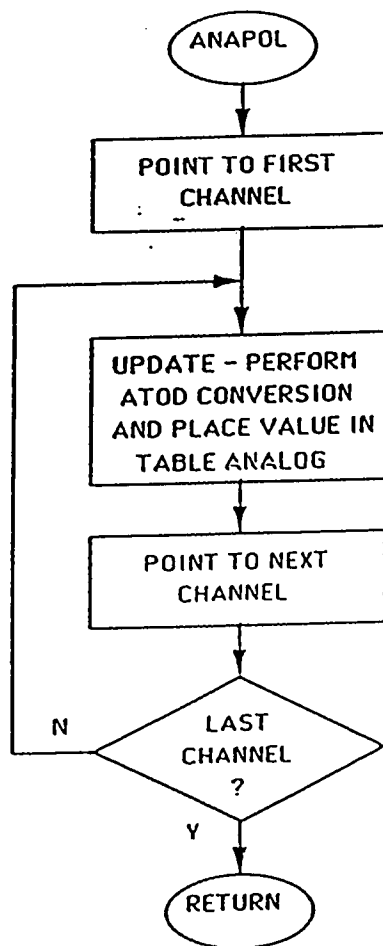 ANAPOL
POINT TO FIRST
CHANNEL
UPDATE - PERFORM
ATOD CONVERSION
AND PLACE VALUE IN
TABLE ANALOG
POINT TO NEXT
CHANNEL
N
LAST
CHANNEL
?
Y
RETURN